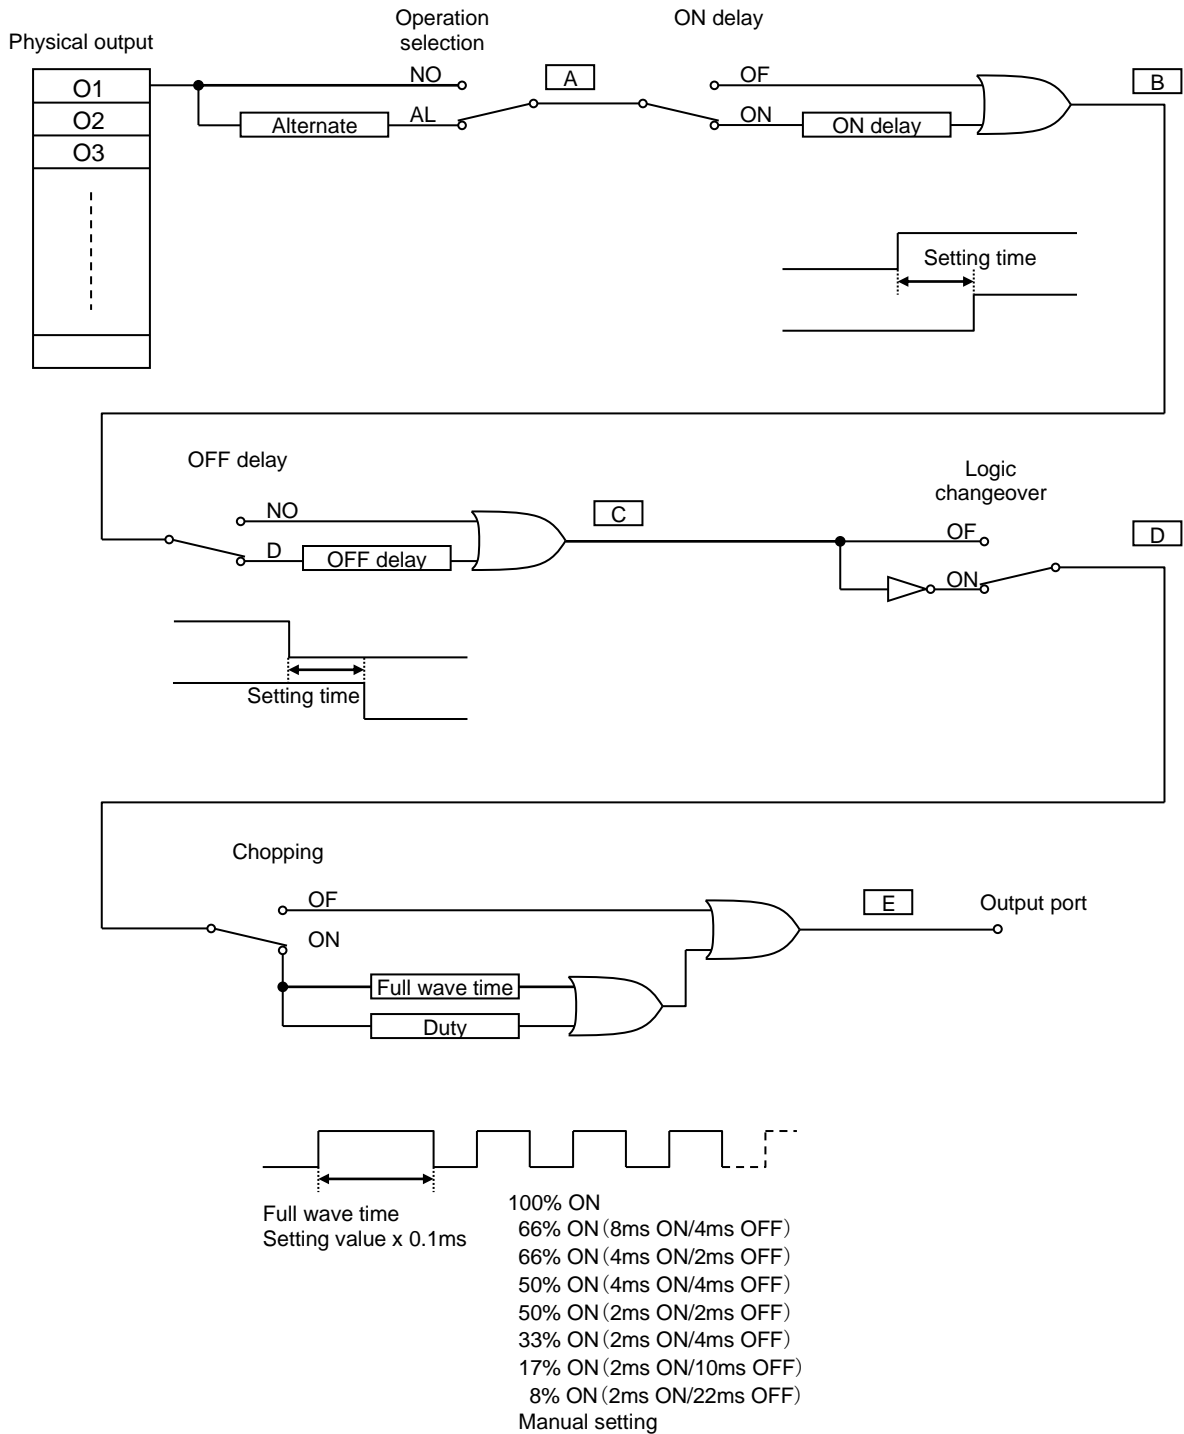 Physical output
Operation
selection
ON delay
O1
O2
O3
NO
AL
Alternate
A
OF
ON
ON delay
B
Setting time
OFF delay
NO
D
OFF delay
C
Logic
changeover
OF
ON
D
Setting time
Chopping
OF
ON
Full wave time
Duty
E
Output port
Full wave time
Setting value x 0.1ms
100% ON
66% ON（8ms ON/4ms OFF）
66% ON（4ms ON/2ms OFF）
50% ON（4ms ON/4ms OFF）
50% ON（2ms ON/2ms OFF）
33% ON（2ms ON/4ms OFF）
17% ON（2ms ON/10ms OFF）
8% ON（2ms ON/22ms OFF）
Manual setting